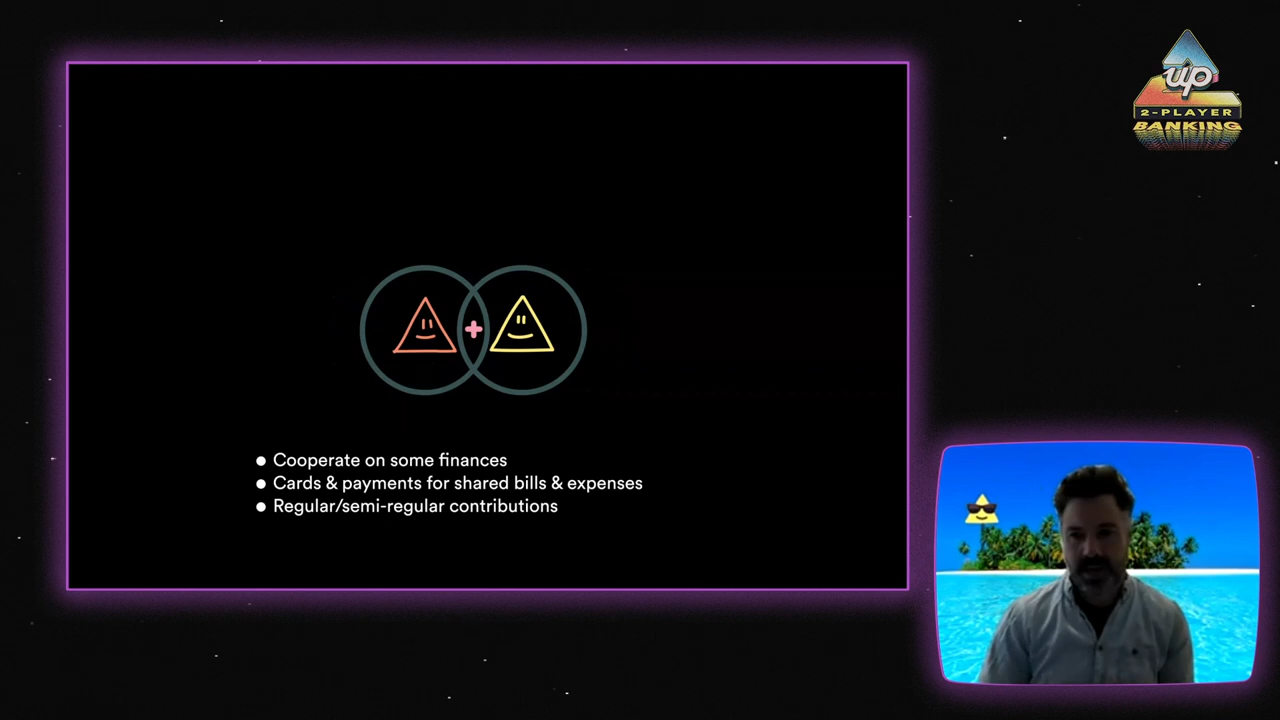 up
2-PLAYER
BANKING
● Cooperate on some finances
● Cards & payments for shared bills & expenses
● Regular/semi-regular contributions